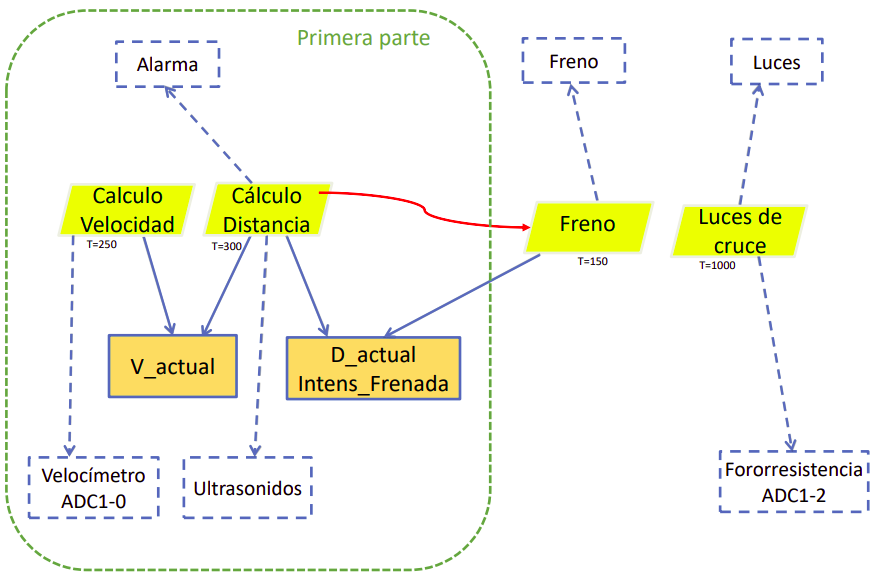 Primera parte
Alarma
Freno
Luces
Calculo
Velocidad
T=250
Cálculo
Distancia
T=300
Freno
T=150
Luces de
cruce
T=1000
V_actual
D_actual
Intens_Frenada
Velocímetro
ADC1-0
Ultrasonidos
Fororresistencia
ADC1-2